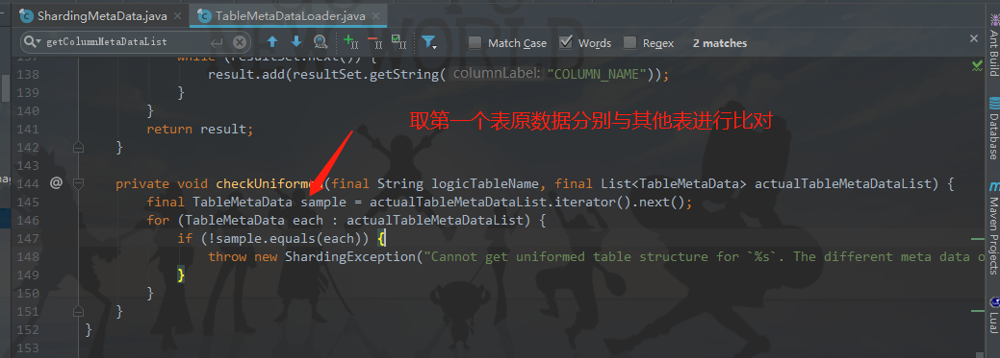 ShardingMetaData.java × TableMetaDataLoader.java ×
getColumnMetaDataList Match Case Words Regex 2 matches
137 while (resultSet.next()) {
138 result.add(resultSet.getString( columnLabel: "COLUMN_NAME"));
139 }
140 }
141 return result;
取第一个表原数据分别与其他表进行比对
142 }
143
144 @ private void checkUniformed(final String logicTableName, final List<TableMetaData> actualTableMetaDataList) {
145 final TableMetaData sample = actualTableMetaDataList.iterator().next();
146 for (TableMetaData each : actualTableMetaDataList) {
147 if (!sample.equals(each)) {
148 throw new ShardingException("Cannot get uniformed table structure for `%s`. The different meta data o
149 }
150 }
151 }
152 }
153
Ant Build
Database
Maven Projects
LuaJ